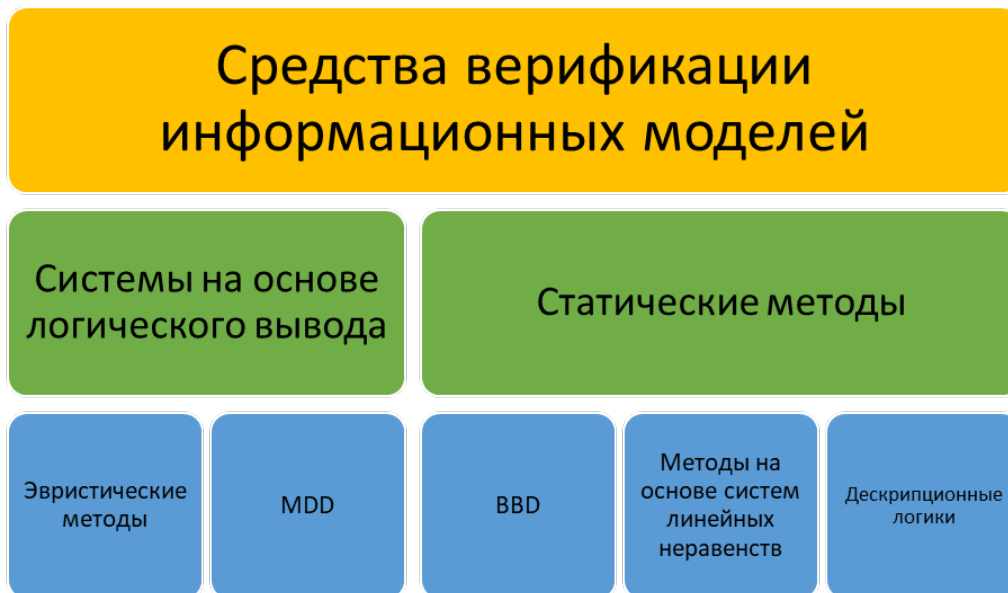 Средства верификации
информационных моделей
Системы на основе
логического вывода
Статические методы
Эвристические
методы
MDD
BBD
Методы на
основе систем
линейных
неравенств
Дескрипционные
логики